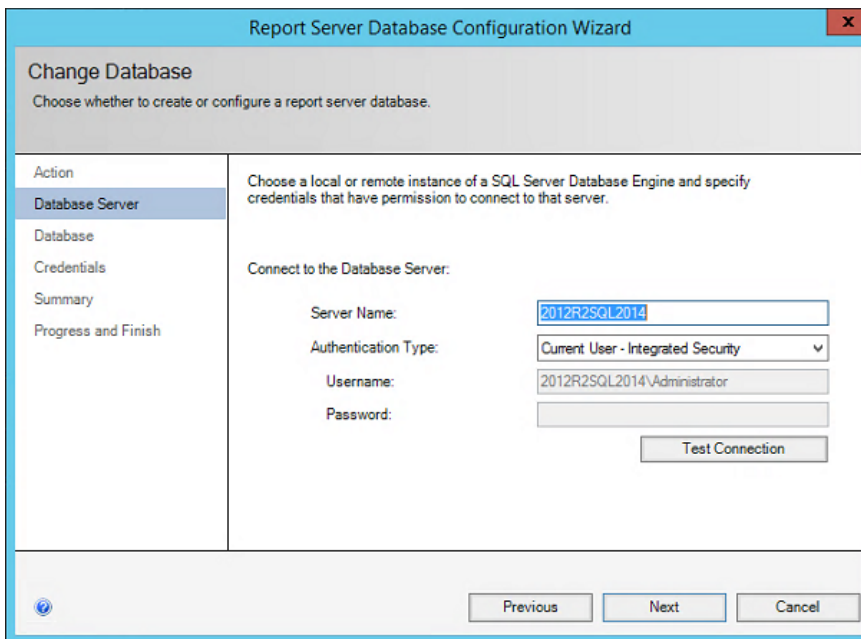 Report Server Database Configuration Wizard
x
Change Database
Choose whether to create or configure a report server database.
Action
Database Server
Database
Credentials
Summary
Progress and Finish
Choose a local or remote instance of a SQL Server Database Engine and specify
credentials that have permission to connect to that server.
Connect to the Database Server:
Server Name: 2012R2SQL2014
Authentication Type: Current User - Integrated Security
Username: 2012R2SQL2014\Administrator
Password:
Test Connection
?
Previous Next Cancel